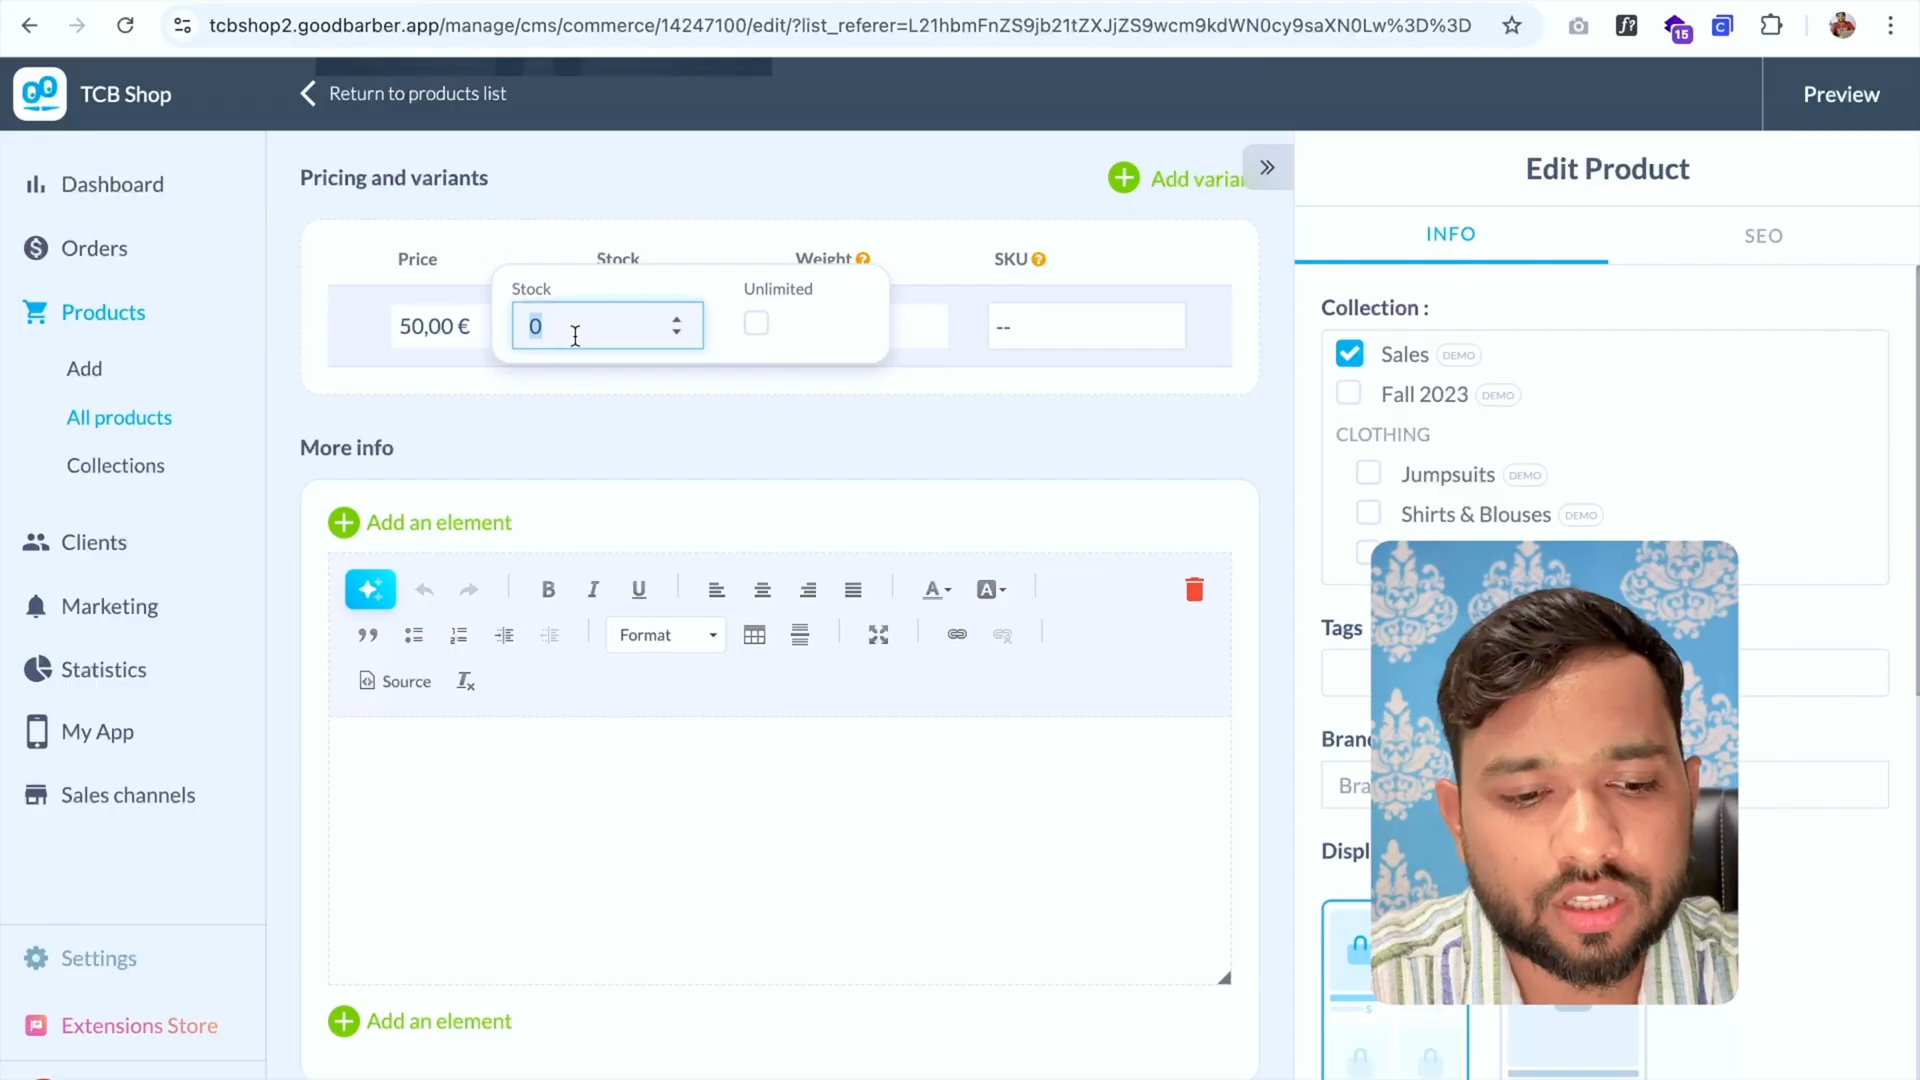 tcbshop2.goodbarber.app/manage/cms/commerce/14247100/edit/?list_referer=L21hbmFnZS9jb21tZXJjZS9wcm9kdWN0cy9saXN0Lw%3D%3D
f?
15
TCB Shop
Return to products list
Preview
Dashboard
Orders
Products
Add
All products
Collections
Clients
Marketing
Statistics
My App
Sales channels
Settings
Extensions Store
Pricing and variants
Add varian
Price
Stock
Weight ?
SKU ?
Stock
Unlimited
50,00 €
0
--
More info
Add an element
B I U
A
A
Format
Source
Add an element
Edit Product
INFO
SEO
Collection :
Sales DEMO
Fall 2023 DEMO
CLOTHING
Jumpsuits DEMO
Shirts & Blouses DEMO
Tags
Brand
Bra
Displ